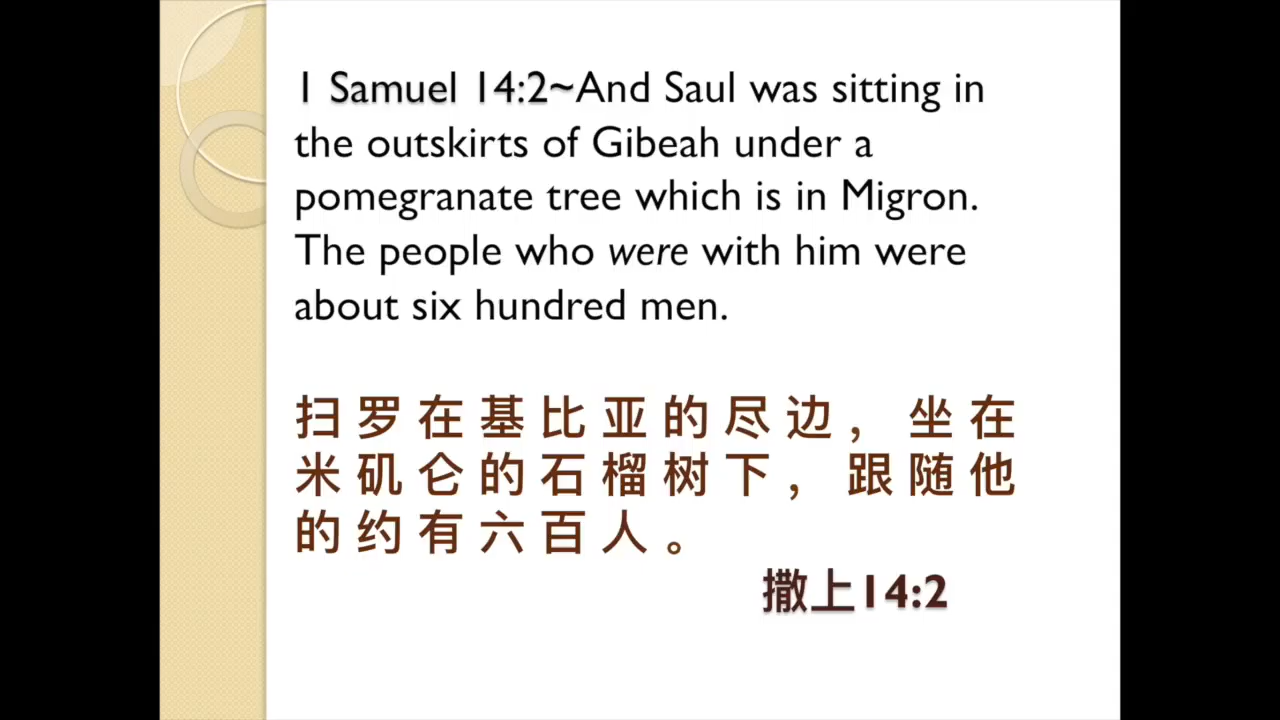 1 Samuel 14:2~And Saul was sitting in
the outskirts of Gibeah under a
pomegranate tree which is in Migron.
The people who were with him were
about six hundred men.
扫罗在基比亚的尽边，坐在
米矶仑的石榴树下，跟随他
的约有六百人。
撒上14:2